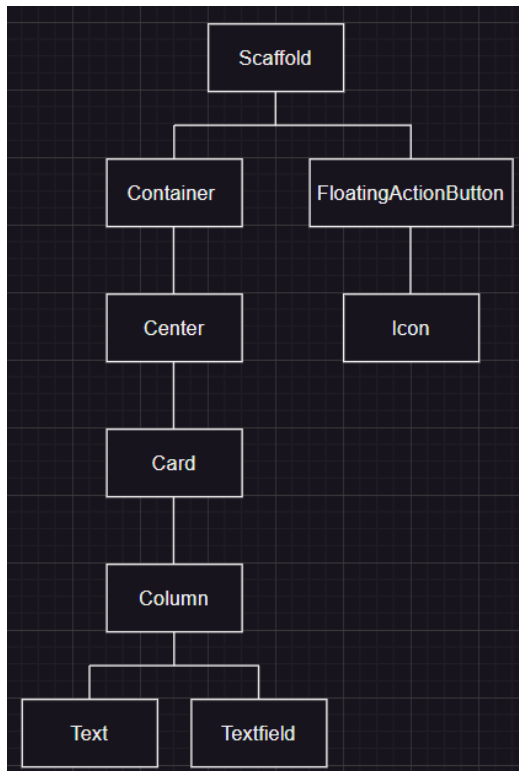 Scaffold
Container
FloatingActionButton
Center
Icon
Card
Column
Text
Textfield